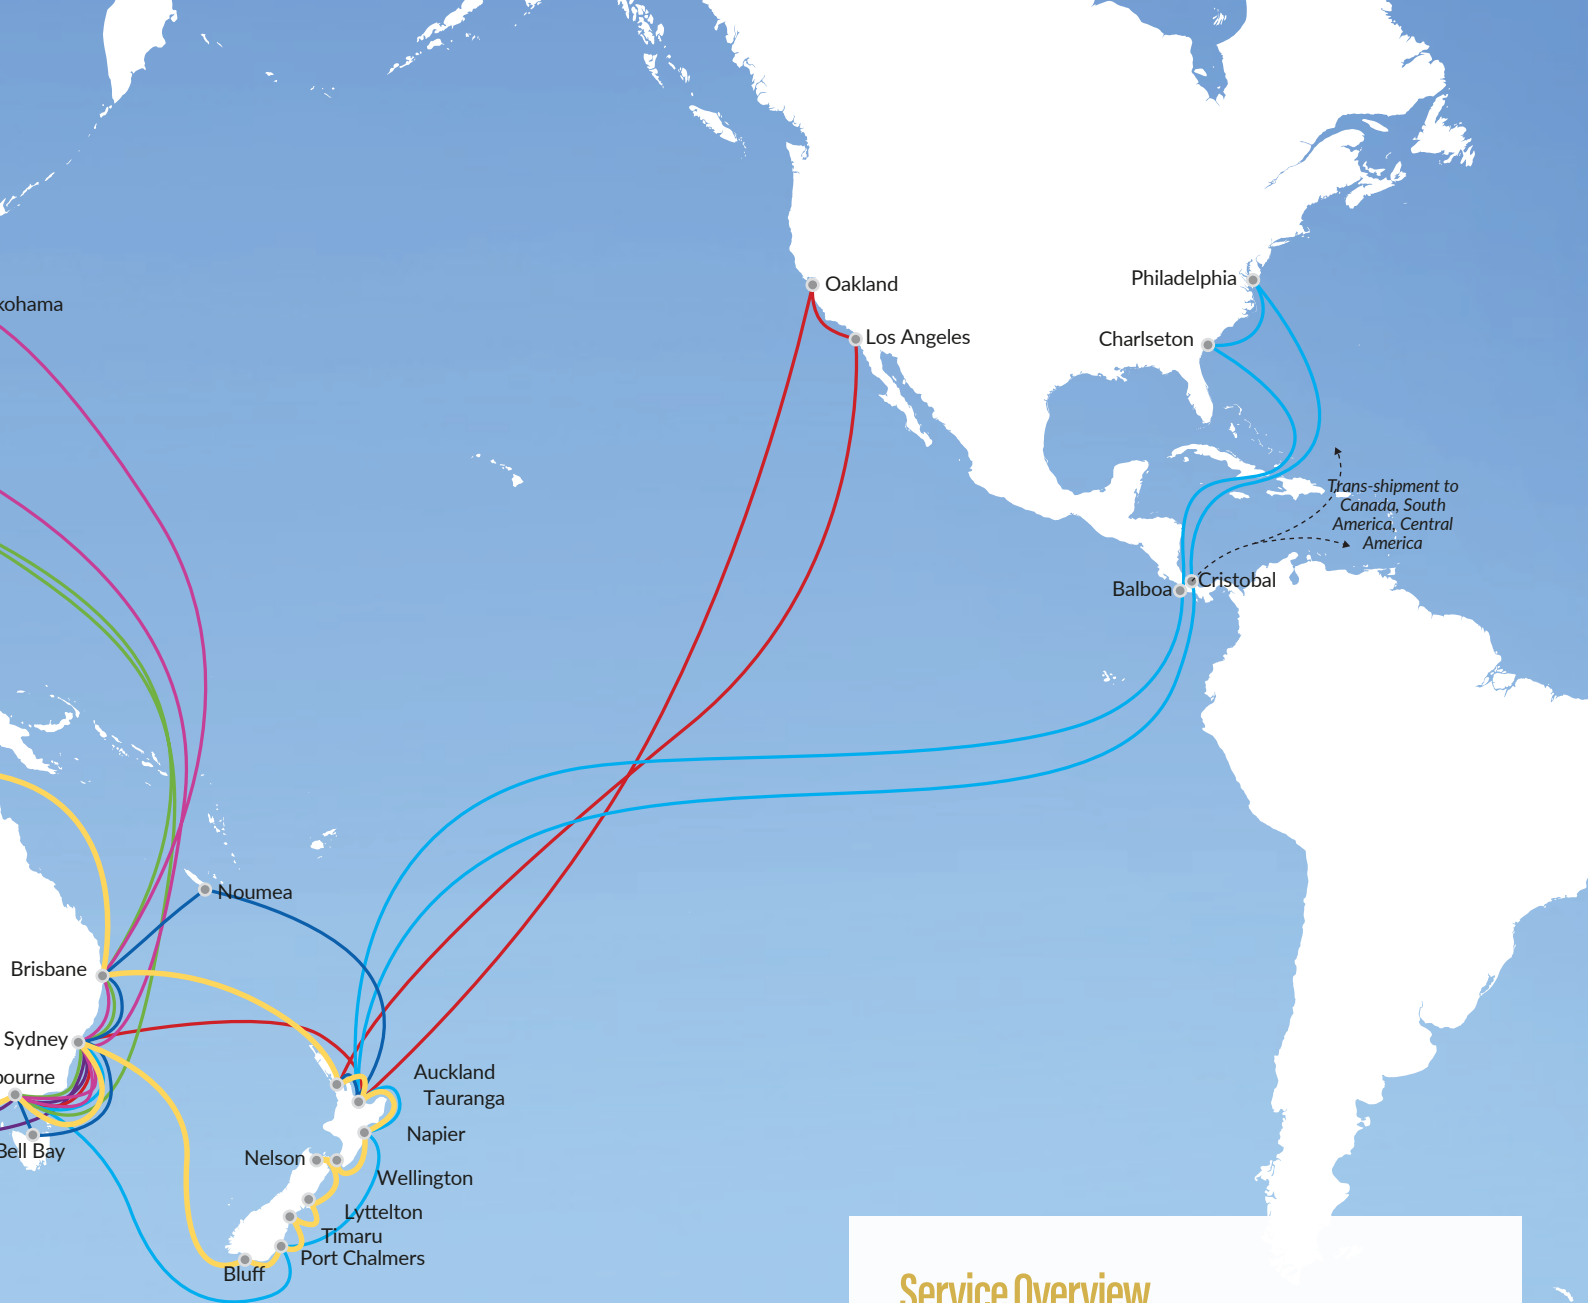 kohama
Oakland
Los Angeles
Philadelphia
Charlseton
Trans-shipment to
Canada, South
America, Central
America
Balboa
Cristobal
Noumea
Brisbane
Sydney
bourne
Bell Bay
Auckland
Tauranga
Napier
Nelson
Wellington
Lyttelton
Timaru
Port Chalmers
Bluff
Service Overview